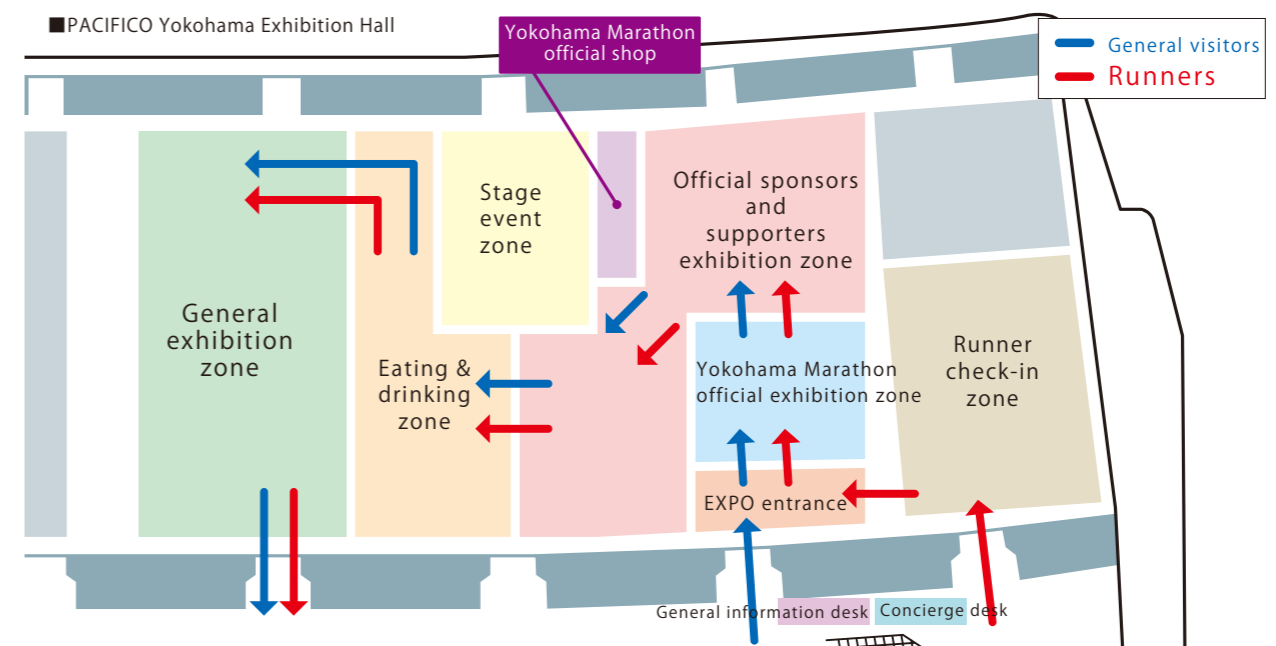 ■PACIFICO Yokohama Exhibition Hall
Yokohama Marathon
official shop
General visitors
Runners
Stage
event
zone
Official sponsors
and
supporters
exhibition zone
General
exhibition
zone
Eating &
drinking
zone
Yokohama Marathon
official exhibition zone
Runner
check-in
zone
EXPO entrance
General information desk
Concierge desk